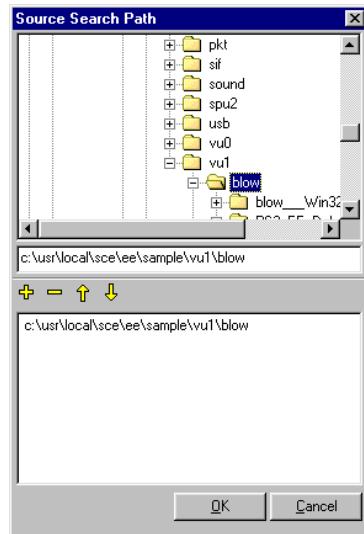 Source Search Path
pkt
sif
sound
spu2
usb
vu0
vu1
blow
blow___Win32
c:\usr\local\sce\ee\sample\vu1\blow
c:\usr\local\sce\ee\sample\vu1\blow
OK
Cancel